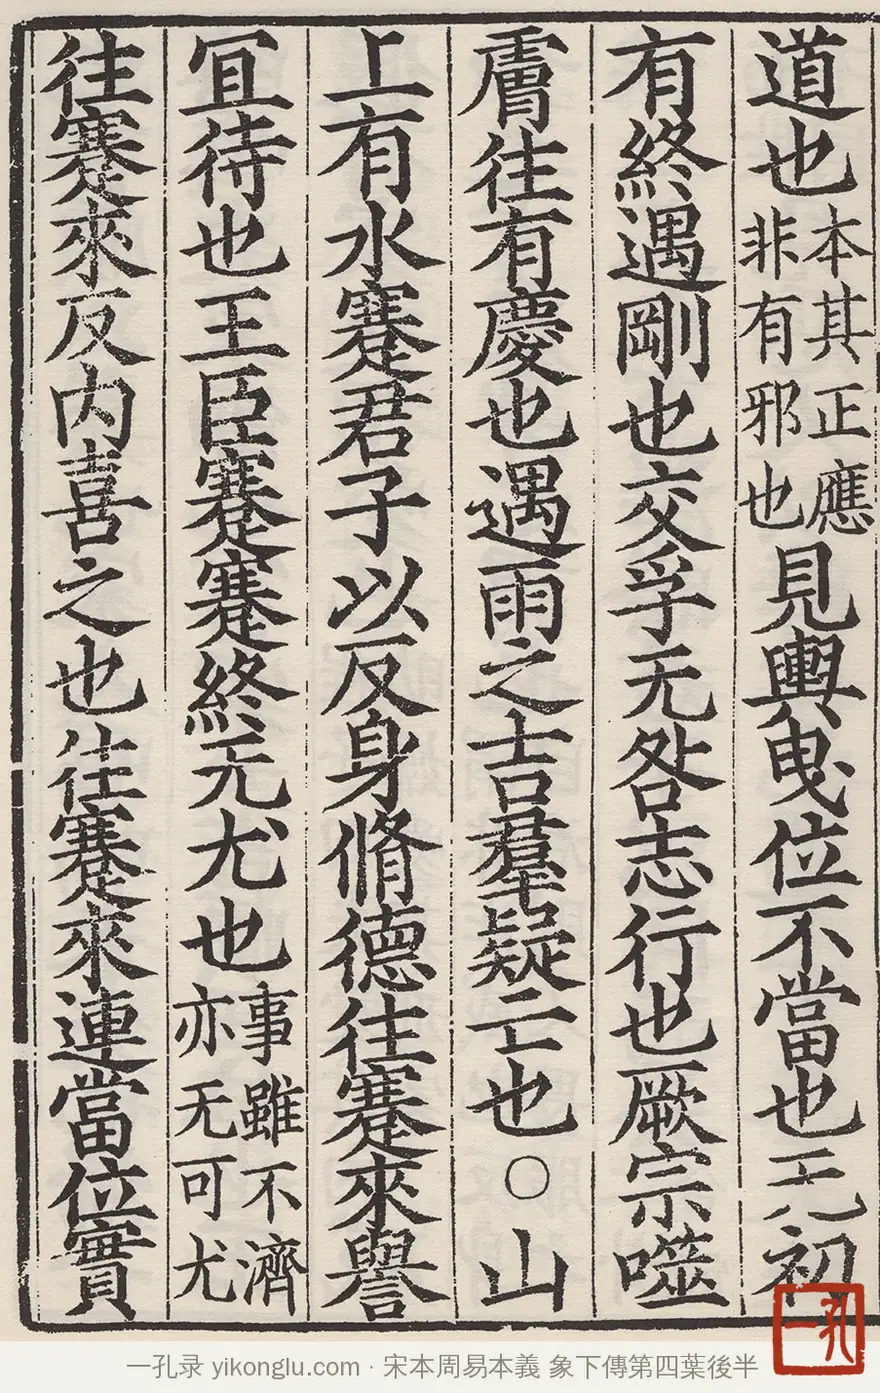 道也本其正應非有邪也見輿曳位不當也无初
有終遇剛也交孚无咎志行也厥宗噬
膚往有慶也遇雨之吉羣疑亡也○山
上有水蹇君子以反身脩德往蹇來譽
宜待也王臣蹇蹇終无尤也事雖不濟亦无可尤
往蹇來反内喜之也往蹇來連當位實
一孔
一孔录 yikonglu.com · 宋本周易本義 象下傳第四葉後半